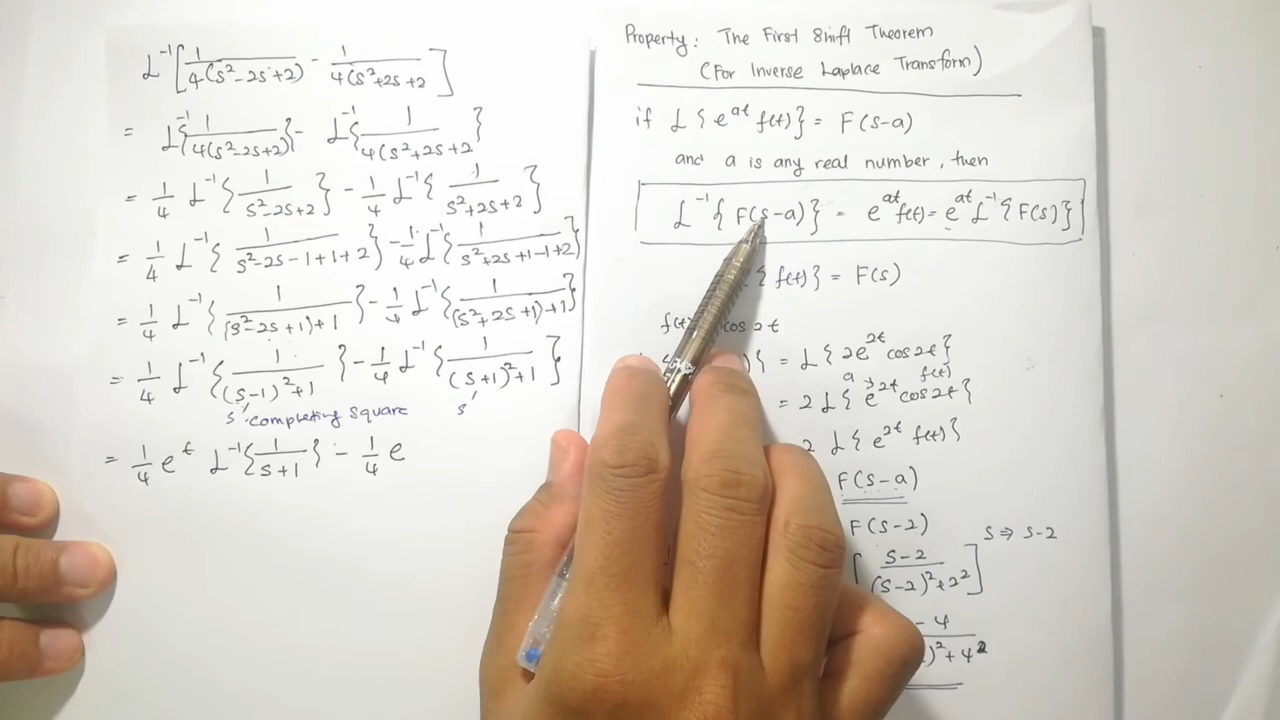 ℒ⁻¹[1/4(s²-2s+2) - 1/4(s²+2s+2]
= ℒ⁻¹{1/4(s²-2s+2)} - ℒ⁻¹{1/4(s²+2s+2}
= 1/4 ℒ⁻¹{1/s²-2s+2} - 1/4 ℒ⁻¹{1/s²+2s+2}
= 1/4 ℒ⁻¹{1/s²-2s-1+1+2} - 1/4 ℒ⁻¹{1/s²+2s+1-1+2}
= 1/4 ℒ⁻¹{1/(s²-2s+1)+1} - 1/4 ℒ⁻¹{1/(s²+2s+1)+1}
= 1/4 ℒ⁻¹{1/(s-1)²+1} - 1/4 ℒ⁻¹{1/(s+1)²+1}
s' completing square s'
= 1/4 eᵗ ℒ⁻¹{1/s+1} - 1/4 e
Property: The First Shift Theorem
(For Inverse Laplace Transform)
if ℒ{eᵃᵗ f(t)} = F(s-a)
and a is any real number, then
ℒ⁻¹{F(s-a)} = eᵃᵗ f(t) = eᵃᵗ ℒ⁻¹{F(s)}
{f(t)} = F(s)
cos 2t
} = ℒ{2e²ᵗ cos2t}
a f(t)
= 2 ℒ{e²ᵗ cos2t}
2 ℒ{e²ᵗ f(t)}
F(s-a)
F(s-2)
s ⇒ s-2
[s-2/(s-2)²+2²]
- 4
)²+4²